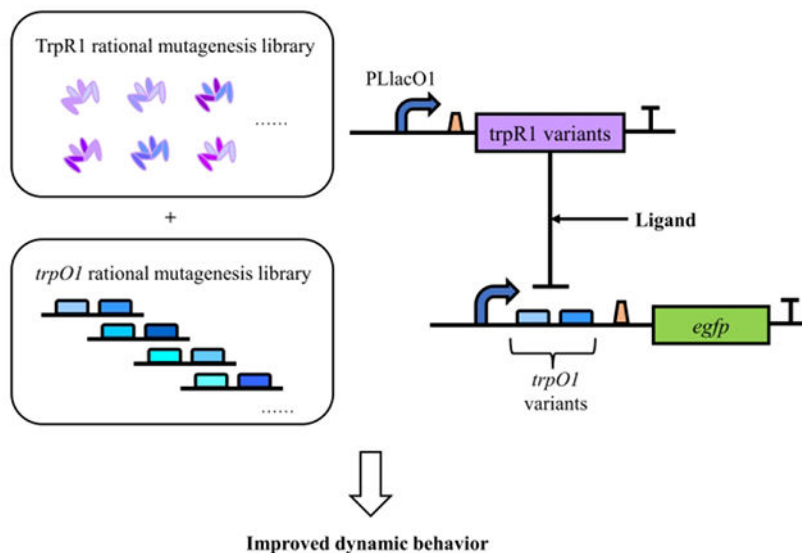 TrpR1 rational mutagenesis library
......
+
trpO1 rational mutagenesis library
......
PLlacO1
trpR1 variants
Ligand
egfp
trpO1
variants
Improved dynamic behavior